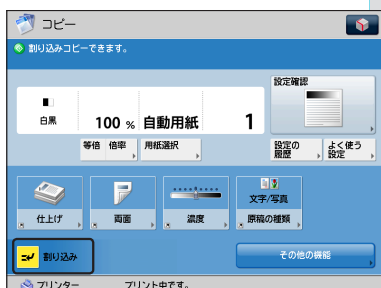 コピー
割り込みコピーできます。
設定確認
白黒
100 % 自動用紙 1
等倍 倍率 用紙選択
設定の
履歴
よく使う
設定
仕上げ
両面
濃度
文字/写真
原稿の種類
割り込み
その他の機能
プリンター プリント中です。